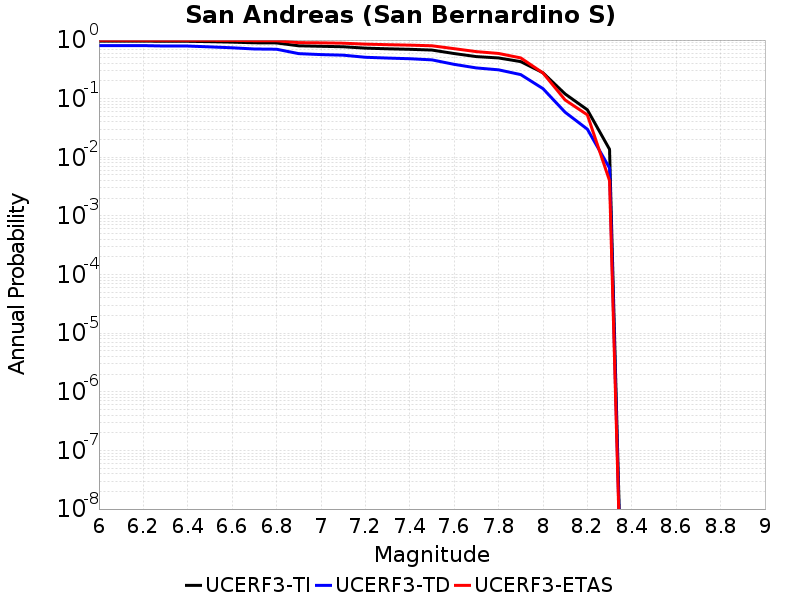 San Andreas (San Bernardino S)
Annual Probability
10^0
10^-1
10^-2
10^-3
10^-4
10^-5
10^-6
10^-7
10^-8
6 6.2 6.4 6.6 6.8 7 7.2 7.4 7.6 7.8 8 8.2 8.4 8.6 8.8 9
Magnitude
UCERF3-TI UCERF3-TD UCERF3-ETAS